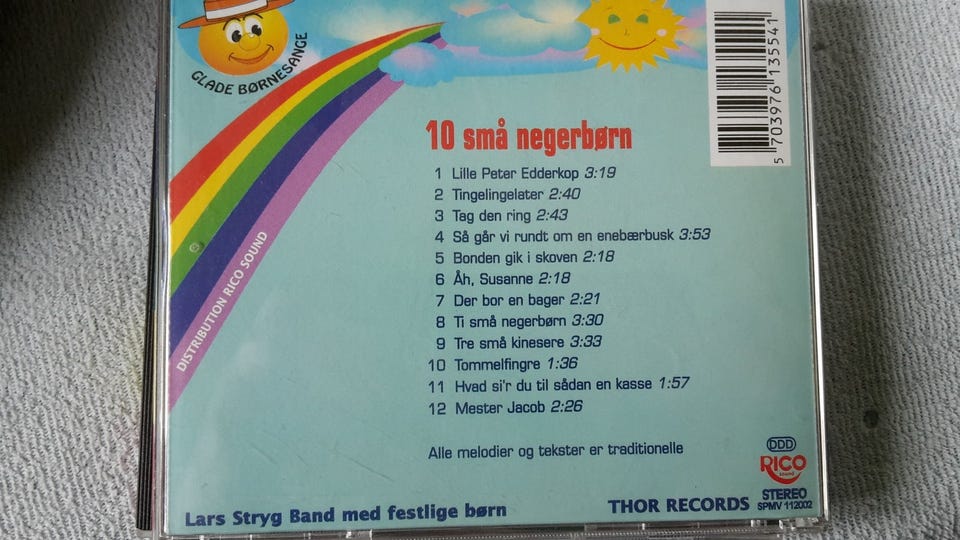 GLADE BØRNESANGE
5 703976 135541
10 små negerbørn
1 Lille Peter Edderkop 3:19
2 Tingelingelater 2:40
3 Tag den ring 2:43
4 Så går vi rundt om en enebærbusk 3:53
5 Bonden gik i skoven 2:18
6 Åh, Susanne 2:18
7 Der bor en bager 2:21
8 Ti små negerbørn 3:30
9 Tre små kinesere 3:33
10 Tommelfingre 1:36
11 Hvad si'r du til sådan en kasse 1:57
12 Mester Jacob 2:26
Alle melodier og tekster er traditionelle
DISTRIBUTION RICO SOUND
DDD
RICO
sound
STEREO
SPMV 112002
THOR RECORDS
Lars Stryg Band med festlige børn